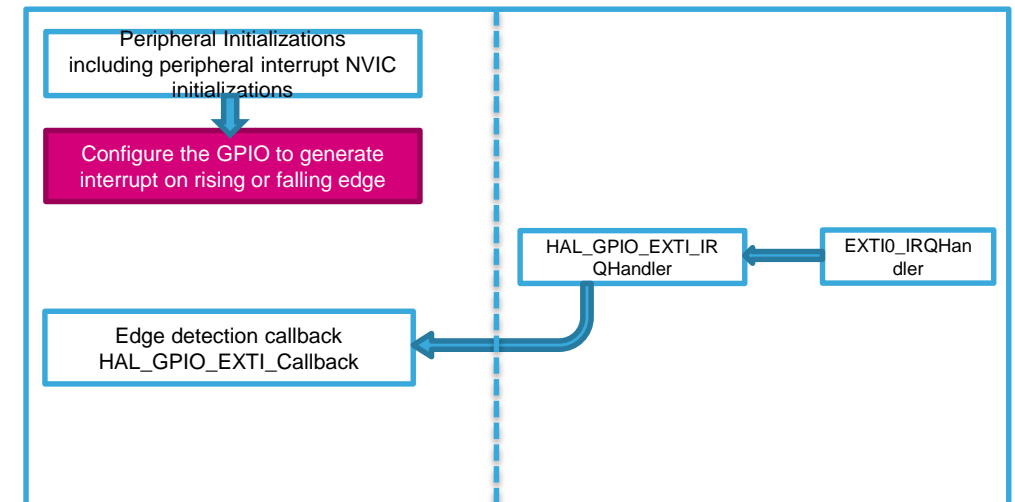 Peripheral Initializations
including peripheral interrupt NVIC
initializations
Configure the GPIO to generate
interrupt on rising or falling edge
HAL_GPIO_EXTI_IR
QHandler
EXTI0_IRQHan
dler
Edge detection callback
HAL_GPIO_EXTI_Callback